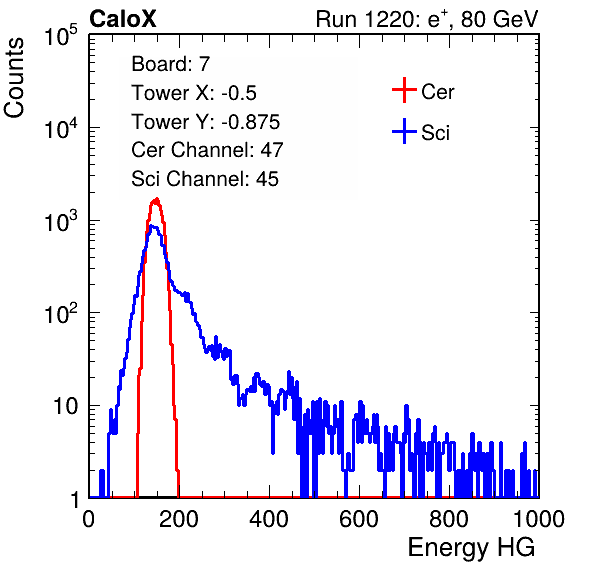 CaloX Run 1220: e⁺, 80 GeV
Counts
10⁵
10⁴
10³
10²
10
1
Board: 7
Tower X: -0.5
Tower Y: -0.875
Cer Channel: 47
Sci Channel: 45
Cer
Sci
0 200 400 600 800 1000
Energy HG